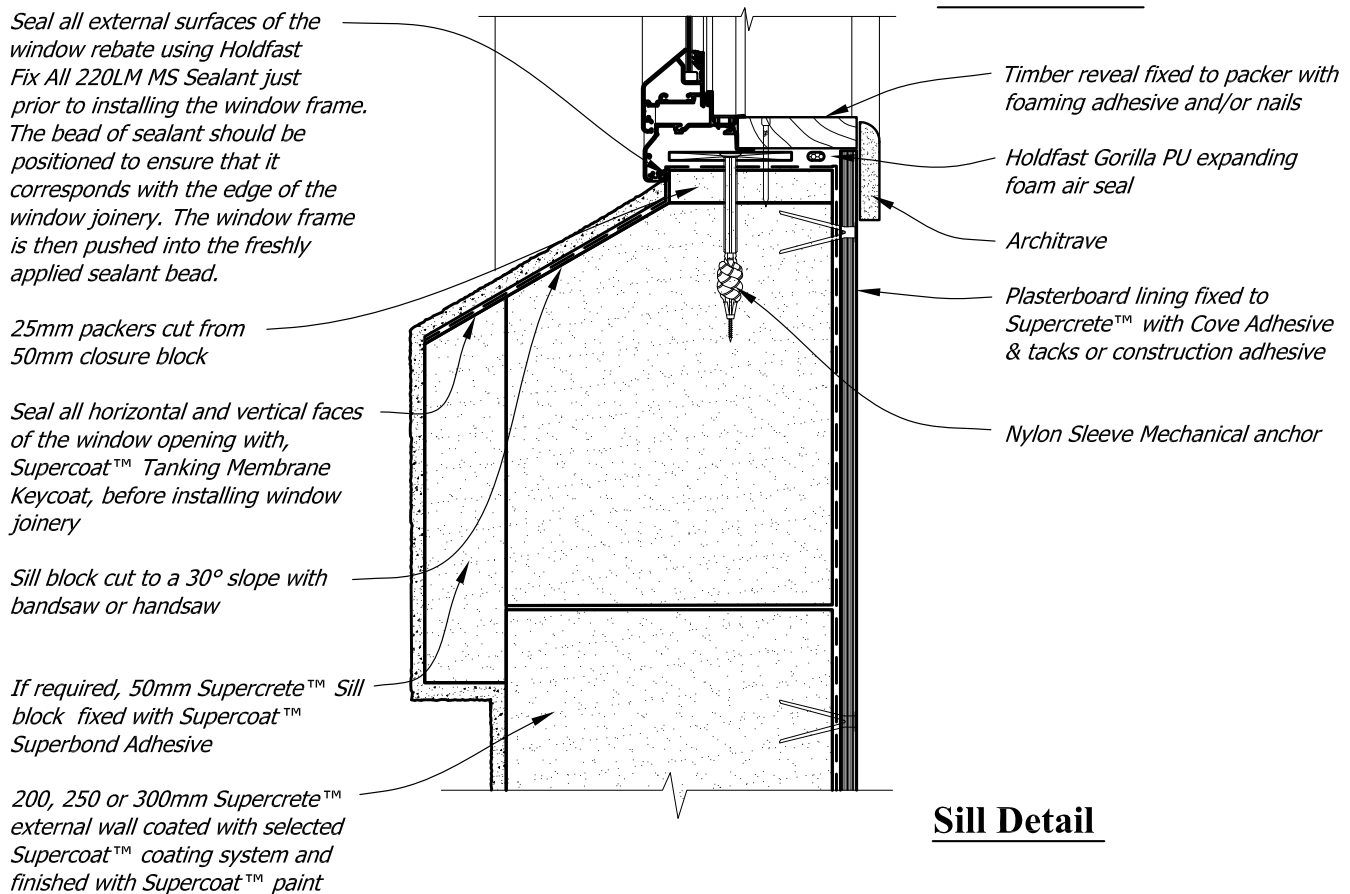 Seal all external surfaces of the
window rebate using Holdfast
Fix All 220LM MS Sealant just
prior to installing the window frame.
The bead of sealant should be
positioned to ensure that it
corresponds with the edge of the
window joinery. The window frame
is then pushed into the freshly
applied sealant bead.
25mm packers cut from
50mm closure block
Seal all horizontal and vertical faces
of the window opening with,
Supercoat™ Tanking Membrane
Keycoat, before installing window
joinery
Sill block cut to a 30° slope with
bandsaw or handsaw
If required, 50mm Supercrete™ Sill
block fixed with Supercoat™
Superbond Adhesive
200, 250 or 300mm Supercrete™
external wall coated with selected
Supercoat™ coating system and
finished with Supercoat™ paint
Timber reveal fixed to packer with
foaming adhesive and/or nails
Holdfast Gorilla PU expanding
foam air seal
Architrave
Plasterboard lining fixed to
Supercrete™ with Cove Adhesive
& tacks or construction adhesive
Nylon Sleeve Mechanical anchor
Sill Detail